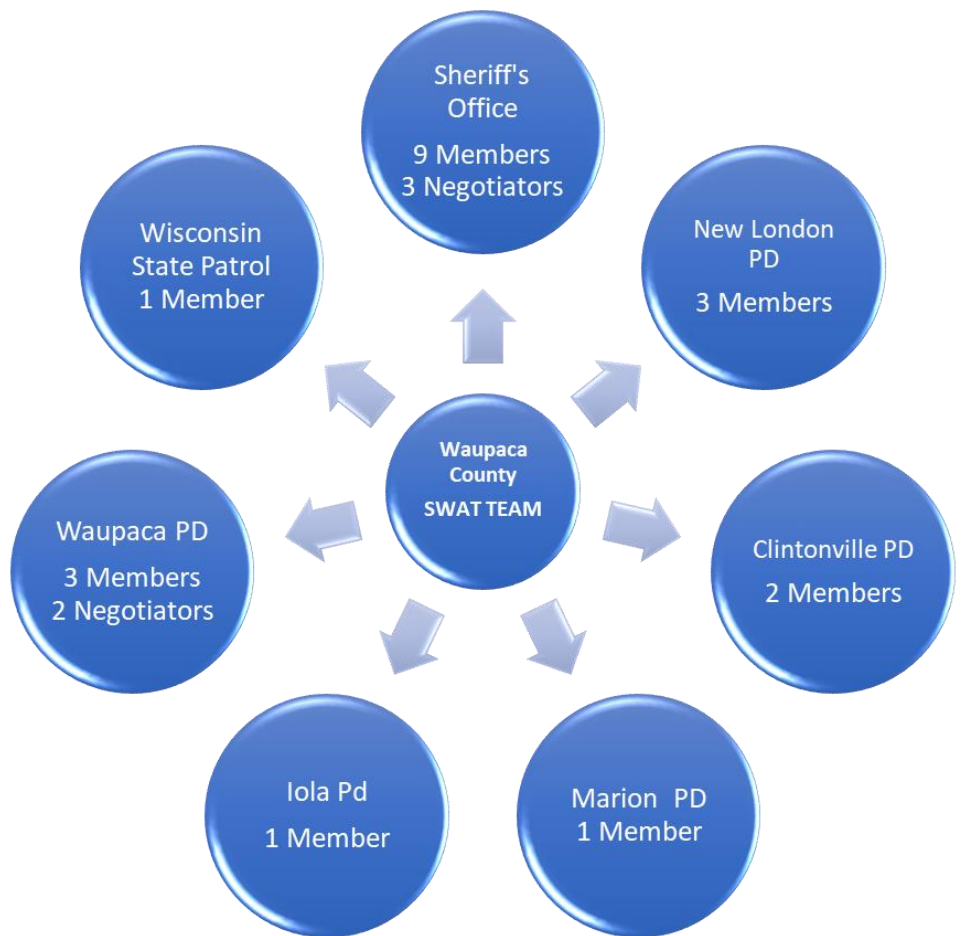 Sheriff's
Office
9 Members
3 Negotiators
New London
PD
3 Members
Clintonville PD
2 Members
Marion  PD
1 Member
Iola Pd
1 Member
Waupaca PD
3 Members
2 Negotiators
Wisconsin
State Patrol
1 Member
Waupaca
County
SWAT TEAM